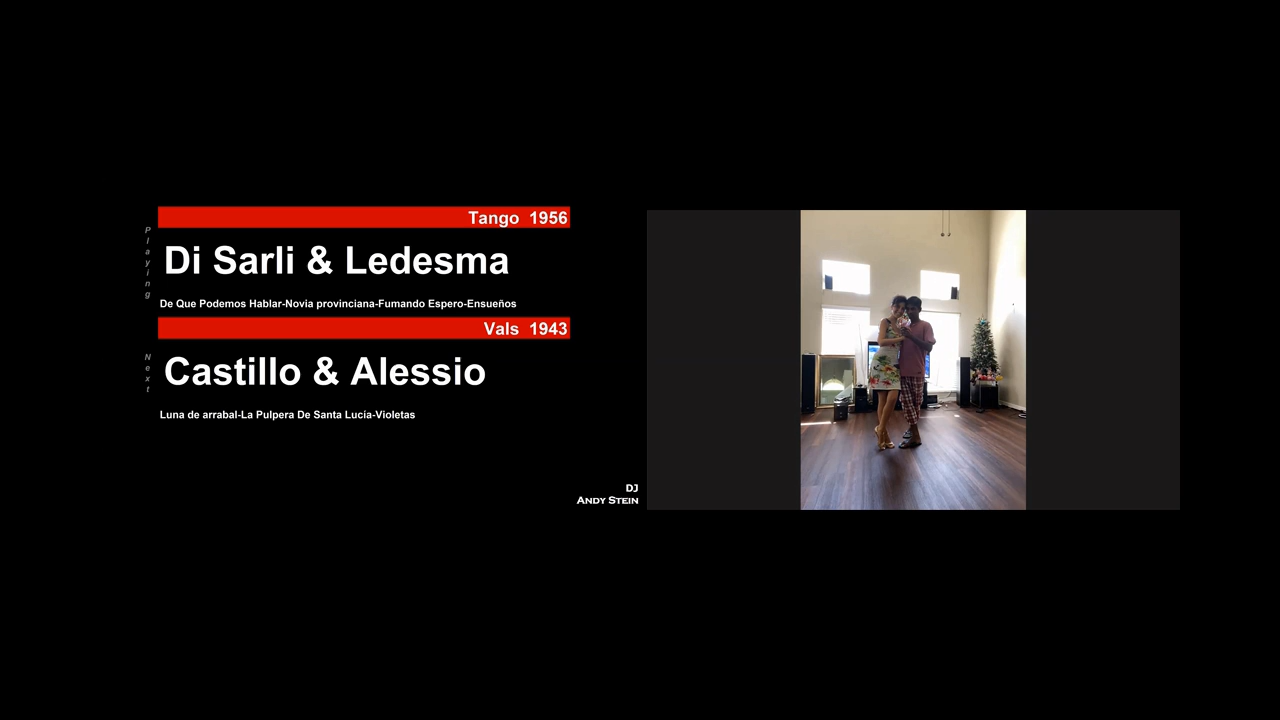 Playing
Tango 1956
Di Sarli & Ledesma
De Que Podemos Hablar-Novia provinciana-Fumando Espero-Ensueños
Next
Vals 1943
Castillo & Alessio
Luna de arrabal-La Pulpera De Santa Lucía-Violetas
DJ
ANDY STEIN